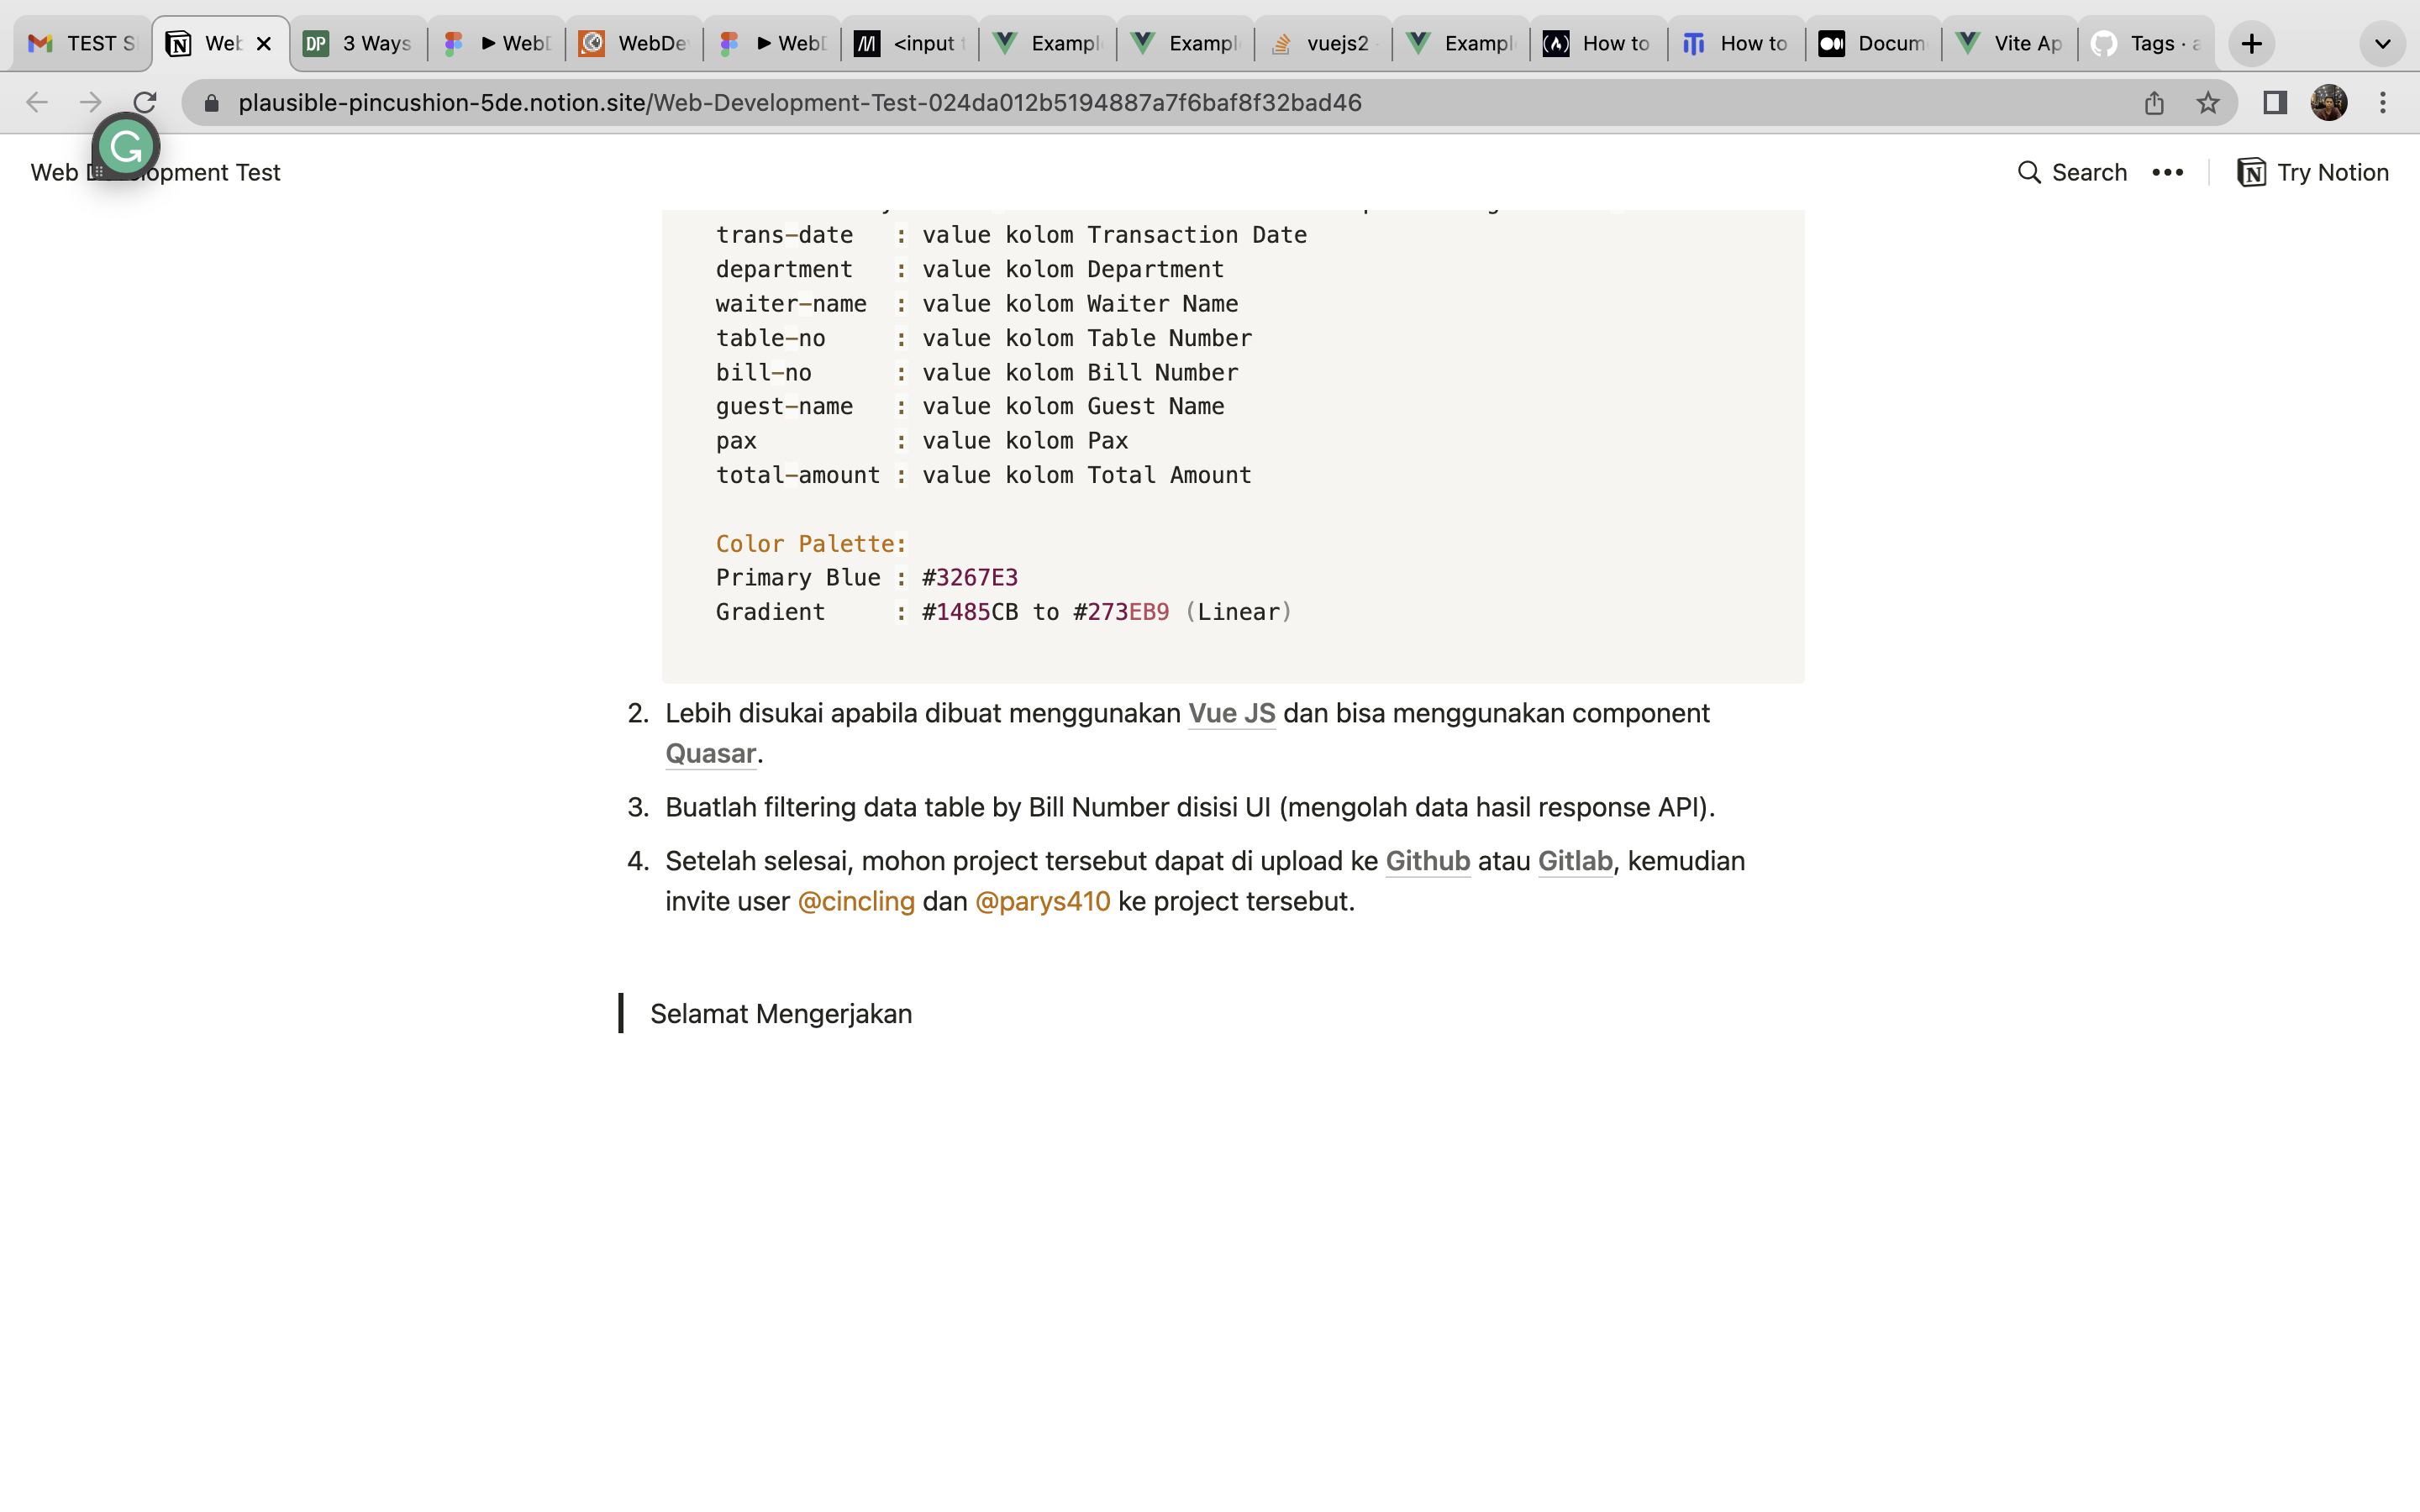 TEST S
Web
DP
3 Ways
WebD
WebDe
WebD
<input t
Exampl
Exampl
vuejs2
Exampl
How to
How to
Docum
Vite Ap
Tags · a
plausible-pincushion-5de.notion.site/Web-Development-Test-024da012b5194887a7f6baf8f32bad46
Web D opment Test
Search
Try Notion
trans-date : value kolom Transaction Date
department : value kolom Department
waiter-name : value kolom Waiter Name
table-no : value kolom Table Number
bill-no : value kolom Bill Number
guest-name : value kolom Guest Name
pax : value kolom Pax
total-amount : value kolom Total Amount
Color Palette:
Primary Blue : #3267E3
Gradient : #1485CB to #273EB9 (Linear)
2. Lebih disukai apabila dibuat menggunakan Vue JS dan bisa menggunakan component
Quasar.
3. Buatlah filtering data table by Bill Number disisi UI (mengolah data hasil response API).
4. Setelah selesai, mohon project tersebut dapat di upload ke Github atau Gitlab, kemudian
invite user @cincling dan @parys410 ke project tersebut.
Selamat Mengerjakan